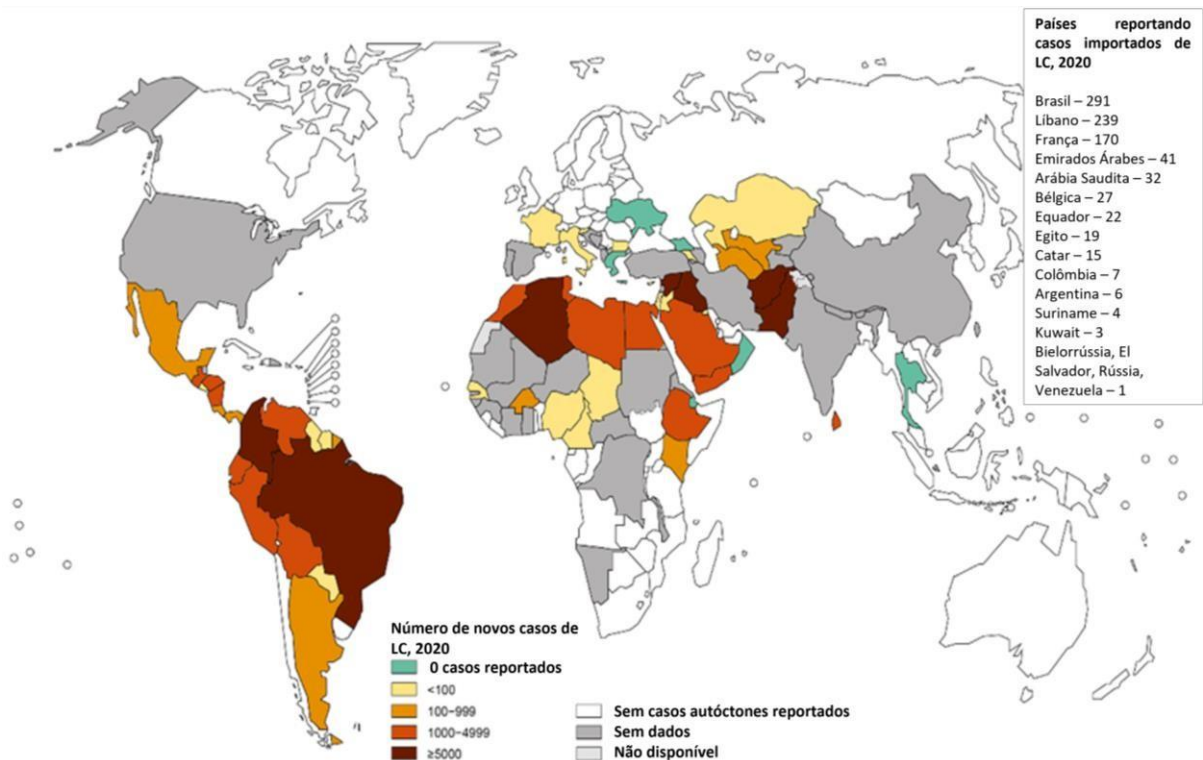 Países reportando
casos importados de
LC, 2020
Brasil – 291
Líbano – 239
França – 170
Emirados Árabes – 41
Arábia Saudita – 32
Bélgica – 27
Equador – 22
Egito – 19
Catar – 15
Colômbia – 7
Argentina – 6
Suriname – 4
Kuwait – 3
Bielorrússia, El
Salvador, Rússia,
Venezuela – 1
Número de novos casos de
LC, 2020
0 casos reportados
<100
100–999
1000–4999
≥5000
Sem casos autóctones reportados
Sem dados
Não disponível